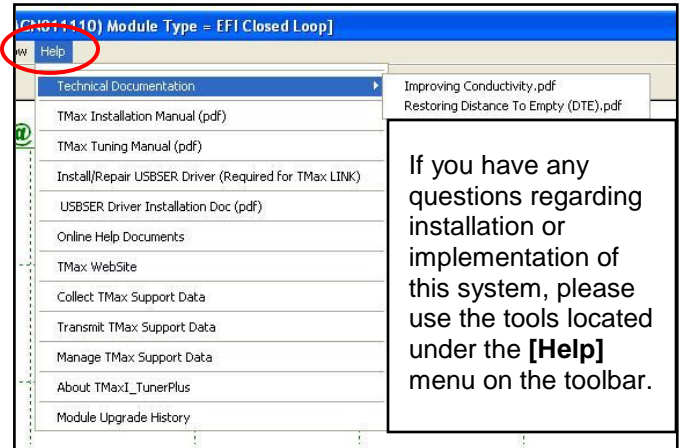 CN011110) Module Type = EFI Closed Loop]
Help
Technical Documentation
Improving Conductivity.pdf
Restoring Distance To Empty (DTE).pdf
TMax Installation Manual (pdf)
TMax Tuning Manual (pdf)
Install/Repair USBSER Driver (Required for TMax LINK)
USBSER Driver Installation Doc (pdf)
Online Help Documents
TMax WebSite
Collect TMax Support Data
Transmit TMax Support Data
Manage TMax Support Data
About TMaxI_TunerPlus
Module Upgrade History
If you have any
questions regarding
installation or
implementation of
this system, please
use the tools located
under the [Help]
menu on the toolbar.